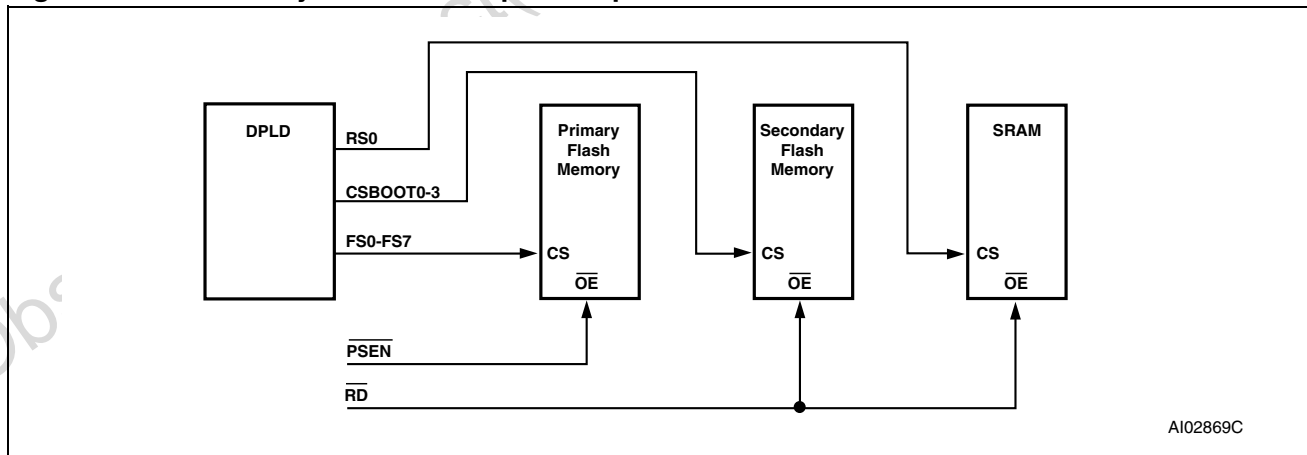 DPLD
RS0
CSBOOT0-3
FS0-FS7
Primary
Flash
Memory
CS
OE
Secondary
Flash
Memory
CS
OE
SRAM
CS
OE
PSEN
RD
AI02869C